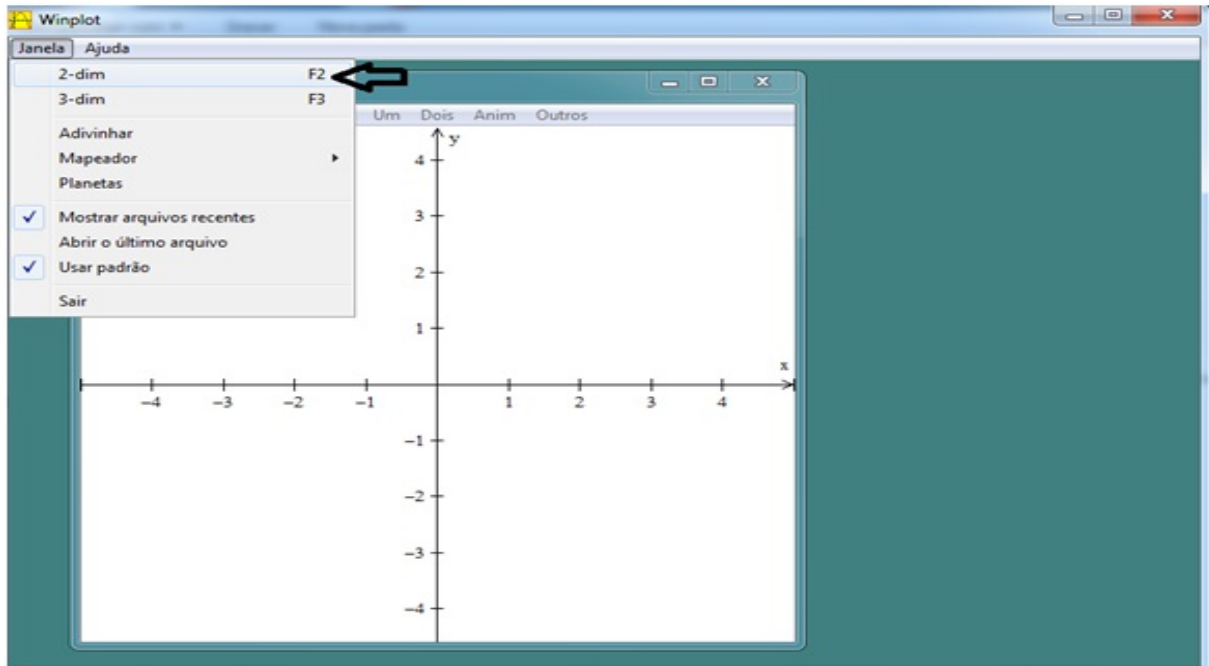 Winplot
Janela Ajuda
2-dim F2
3-dim F3
Adivinhar
Mapeador
Planetas
Mostrar arquivos recentes
Abrir o último arquivo
Usar padrão
Sair
Um Dois Anim Outros
y
4
3
2
1
x
−4 −3 −2 −1 1 2 3 4
−1
−2
−3
−4